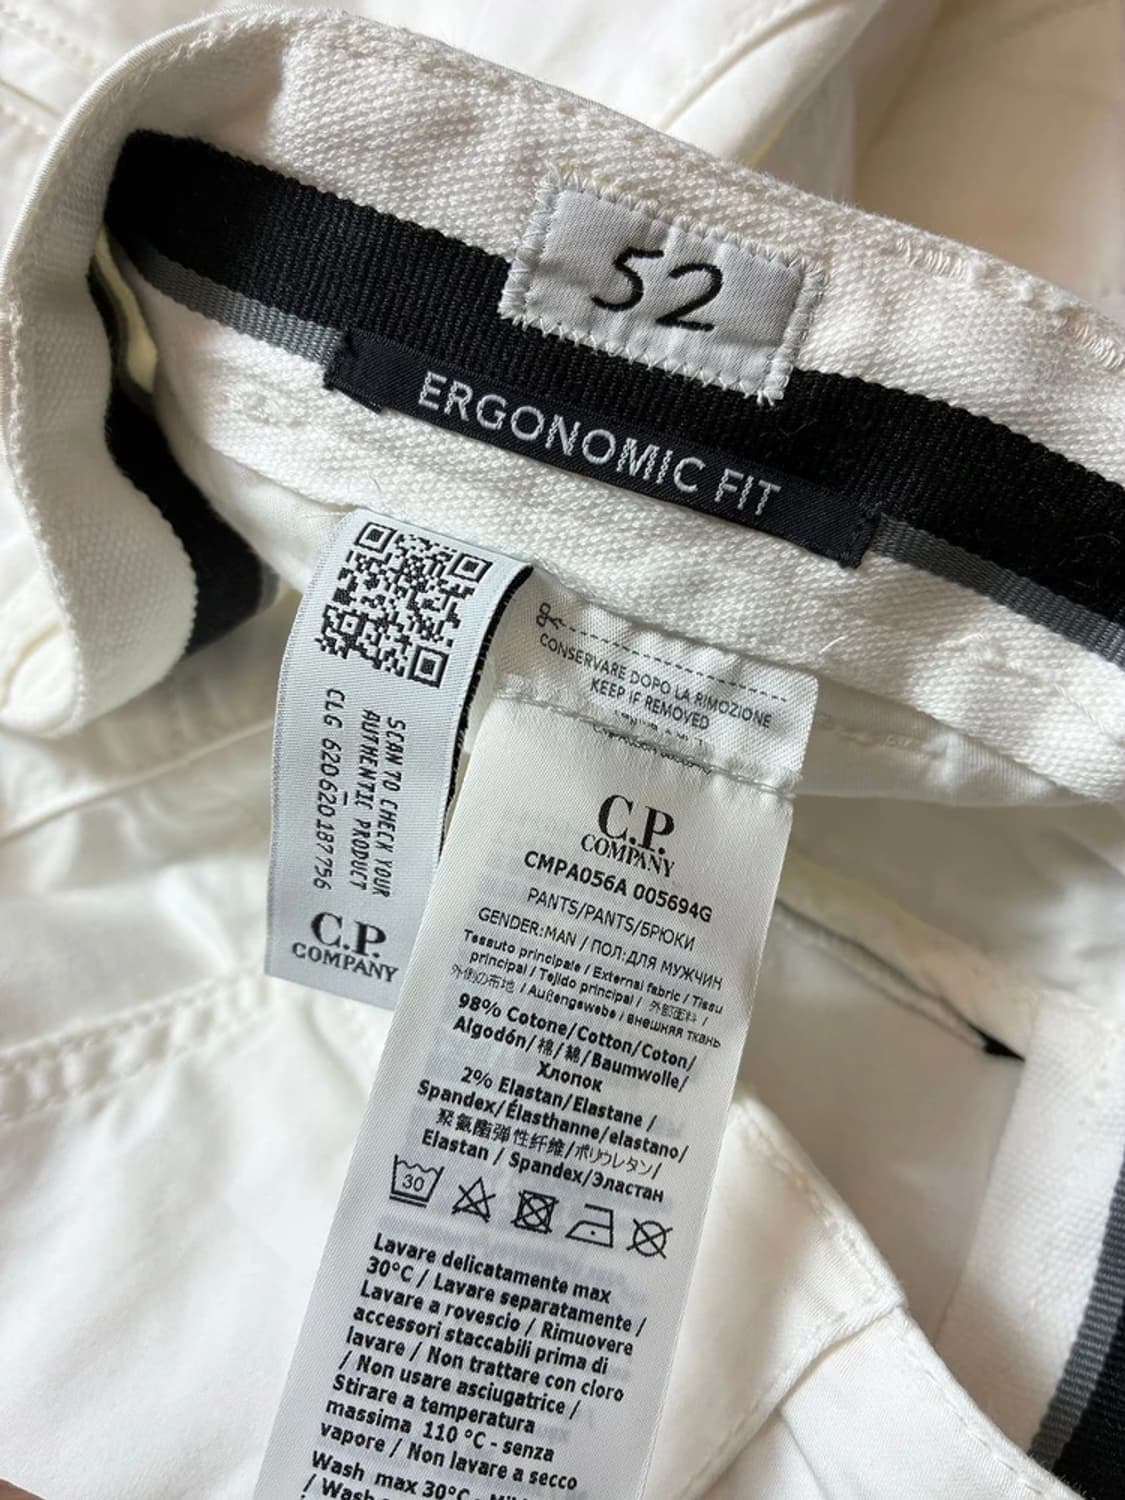 52
ERGONOMIC FIT
SCAN TO CHECK YOUR
AUTHENTIC PRODUCT
CLG 620620187756
C.P.
COMPANY
CONSERVARE DOPO LA RIMOZIONE
KEEP IF REMOVED
C.P.
COMPANY
CMPA056A 005694G
PANTS/PANTS/БРЮКИ
GENDER:MAN / ПОЛ:ДЛЯ МУЖЧИН
Tessuto principale / External fabric / Tissu
principal / Tejido principal / 外部面料 /
外側の布地 / Außengewebe / внешняя ткань
98% Cotone/Cotton/Coton/
Algodón/棉/綿/Baumwolle/
Хлопок
2% Elastan/Elastane /
Spandex/Élasthanne/elastano/
聚氨酯弹性纤维/ポリウレタン/
Elastan / Spandex/Эластан
30
Lavare delicatamente max
30°C / Lavare separatamente /
Lavare a rovescio / Rimuovere
accessori staccabili prima di
lavare / Non trattare con cloro
/ Non usare asciugatrice /
Stirare a temperatura
massima 110 °C - senza
vapore / Non lavare a secco
Wash max 30°C -
/ Wash